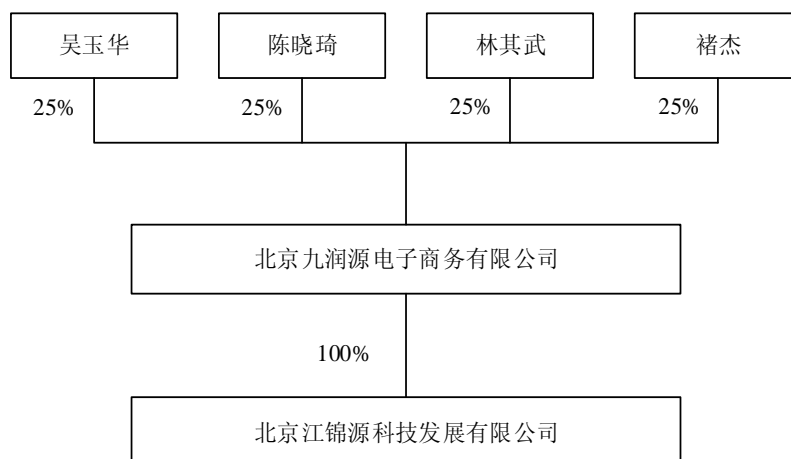 吴玉华
陈晓琦
林其武
褚杰
25%
25%
25%
25%
北京九润源电子商务有限公司
100%
北京江锦源科技发展有限公司